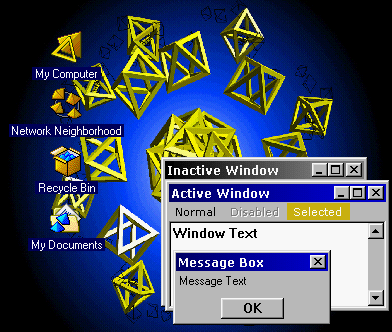 My Computer
Network Neighborhood
Recycle Bin
My Documents
Inactive Window
Active Window
Normal Disabled Selected
Window Text
Message Box
Message Text
OK